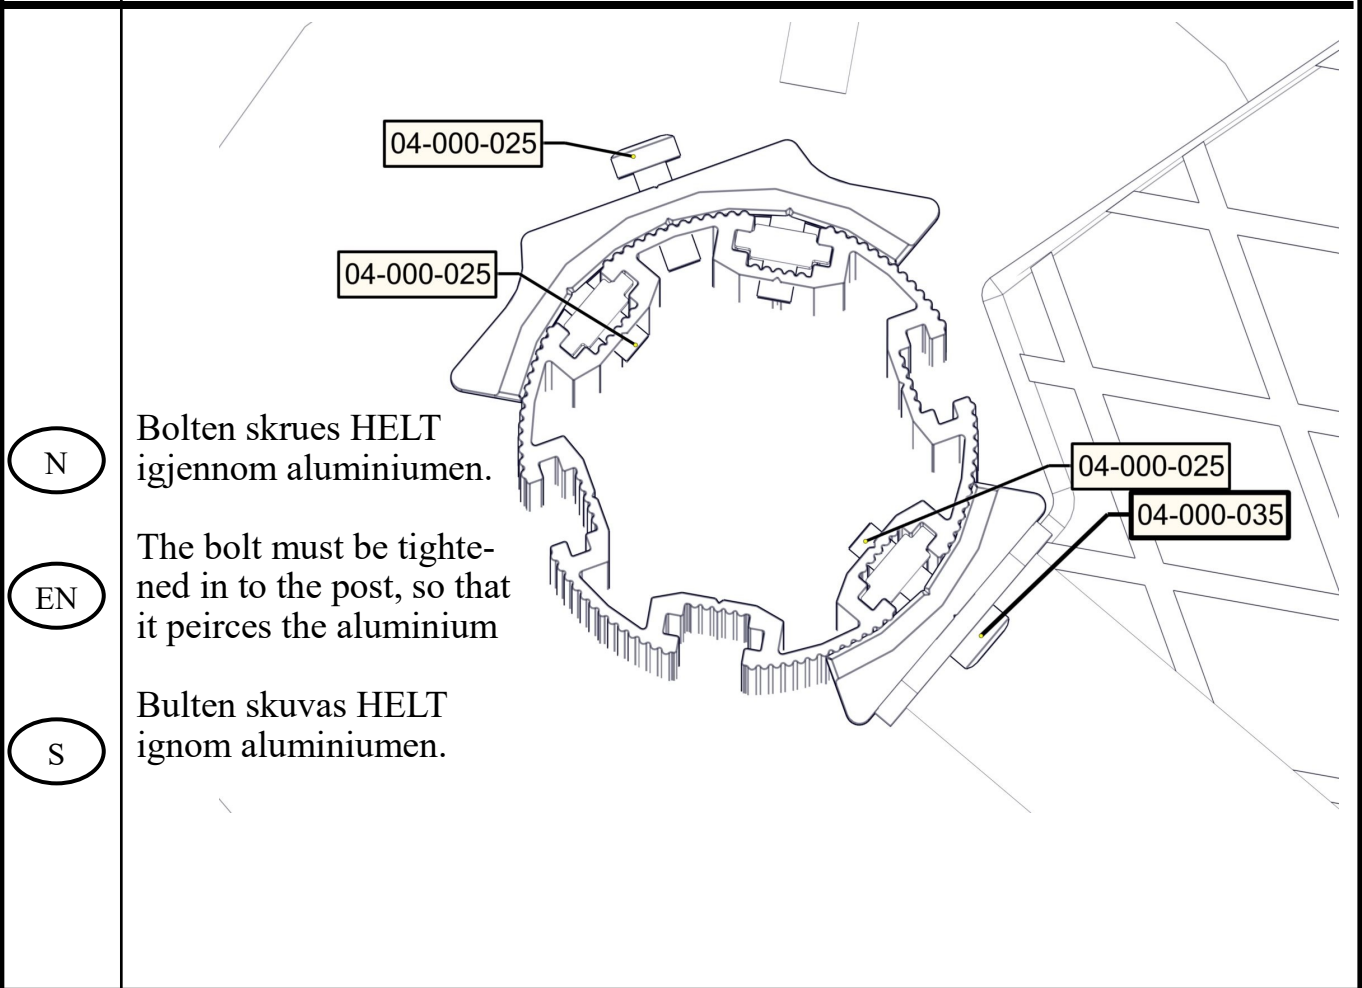 04-000-025
04-000-025
N
Bolten skrues HELT
igjennom aluminiumen.
04-000-025
04-000-035
EN
The bolt must be tighte-
ned in to the post, so that
it peirces the aluminium
S
Bulten skuvas HELT
ignom aluminiumen.